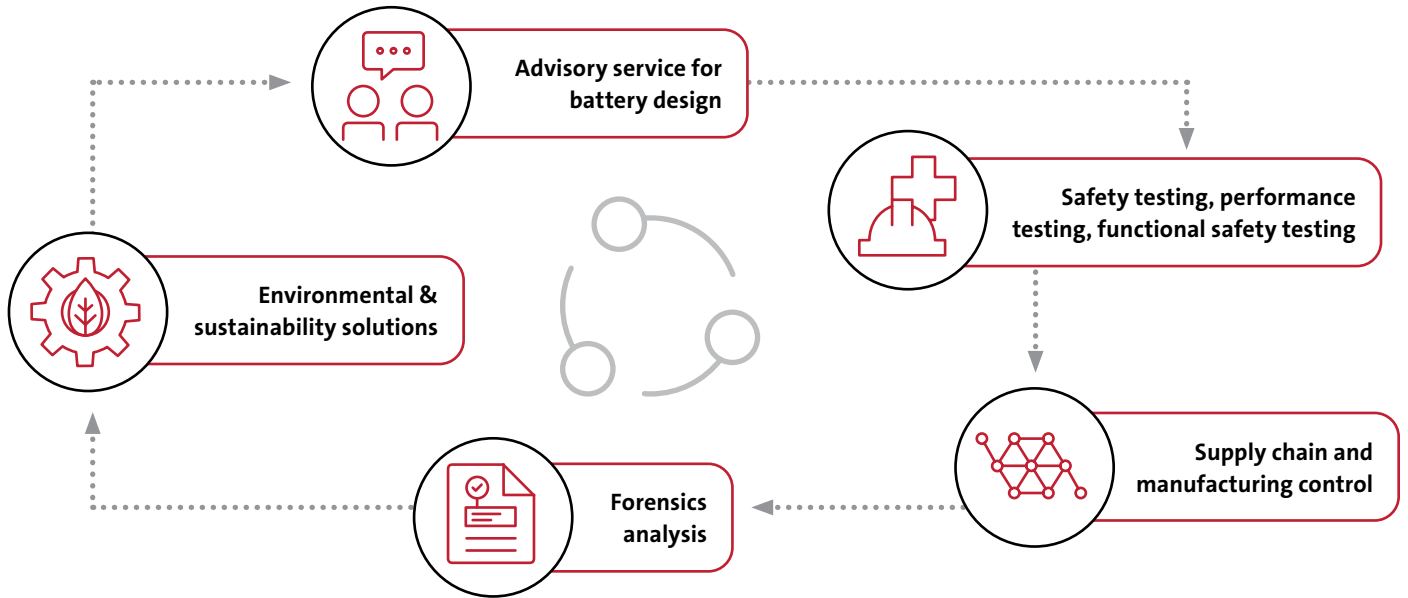 Advisory service for
battery design
Safety testing, performance
testing, functional safety testing
Supply chain and
manufacturing control
Forensics
analysis
Environmental &
sustainability solutions